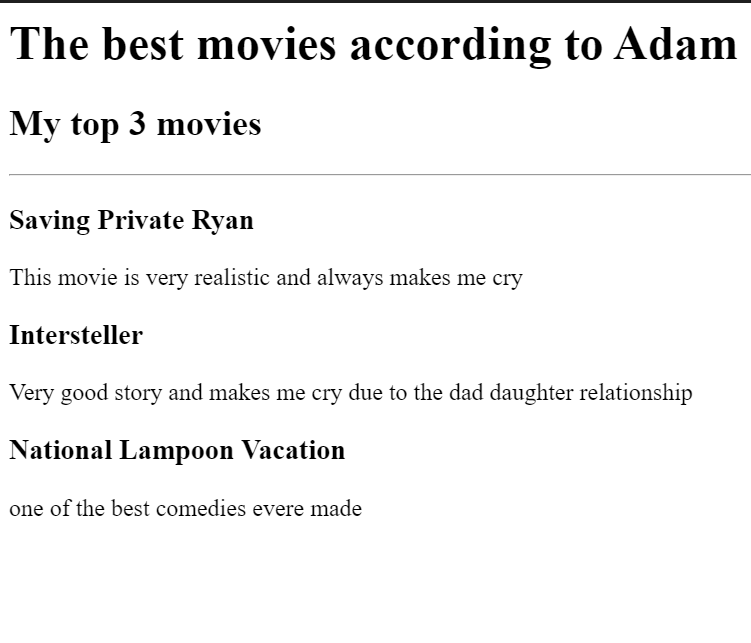 The best movies according to Adam
My top 3 movies
Saving Private Ryan
This movie is very realistic and always makes me cry
Intersteller
Very good story and makes me cry due to the dad daughter relationship
National Lampoon Vacation
one of the best comedies evere made